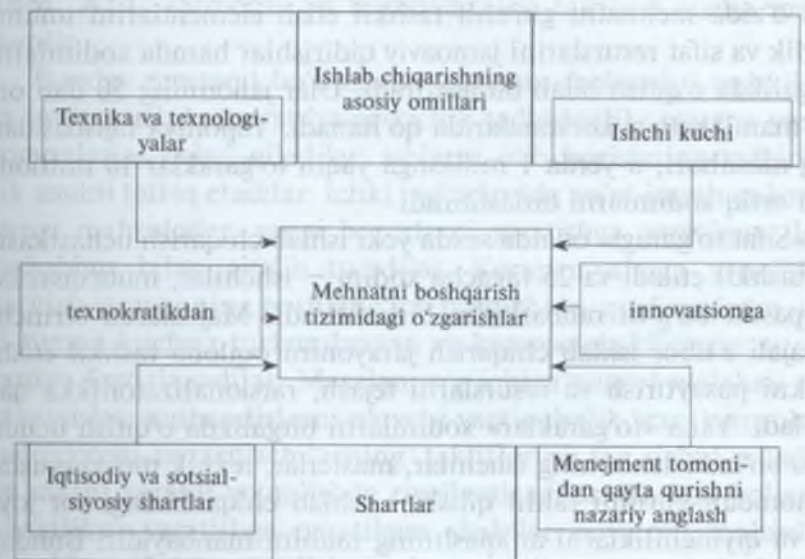 Ishlab chiqarishning
asosiy omillari
Texnika va texnologi-
yalar
Ishchi kuchi
Mehnatni boshqarish
tizimidagi o'zgarishlar
texnokratikdan
innovatsionga
Iqtisodiy va sotsial-
siyosiy shartlar
Shartlar
Menejment tomoni-
dan qayta qurishni
nazariy anglash